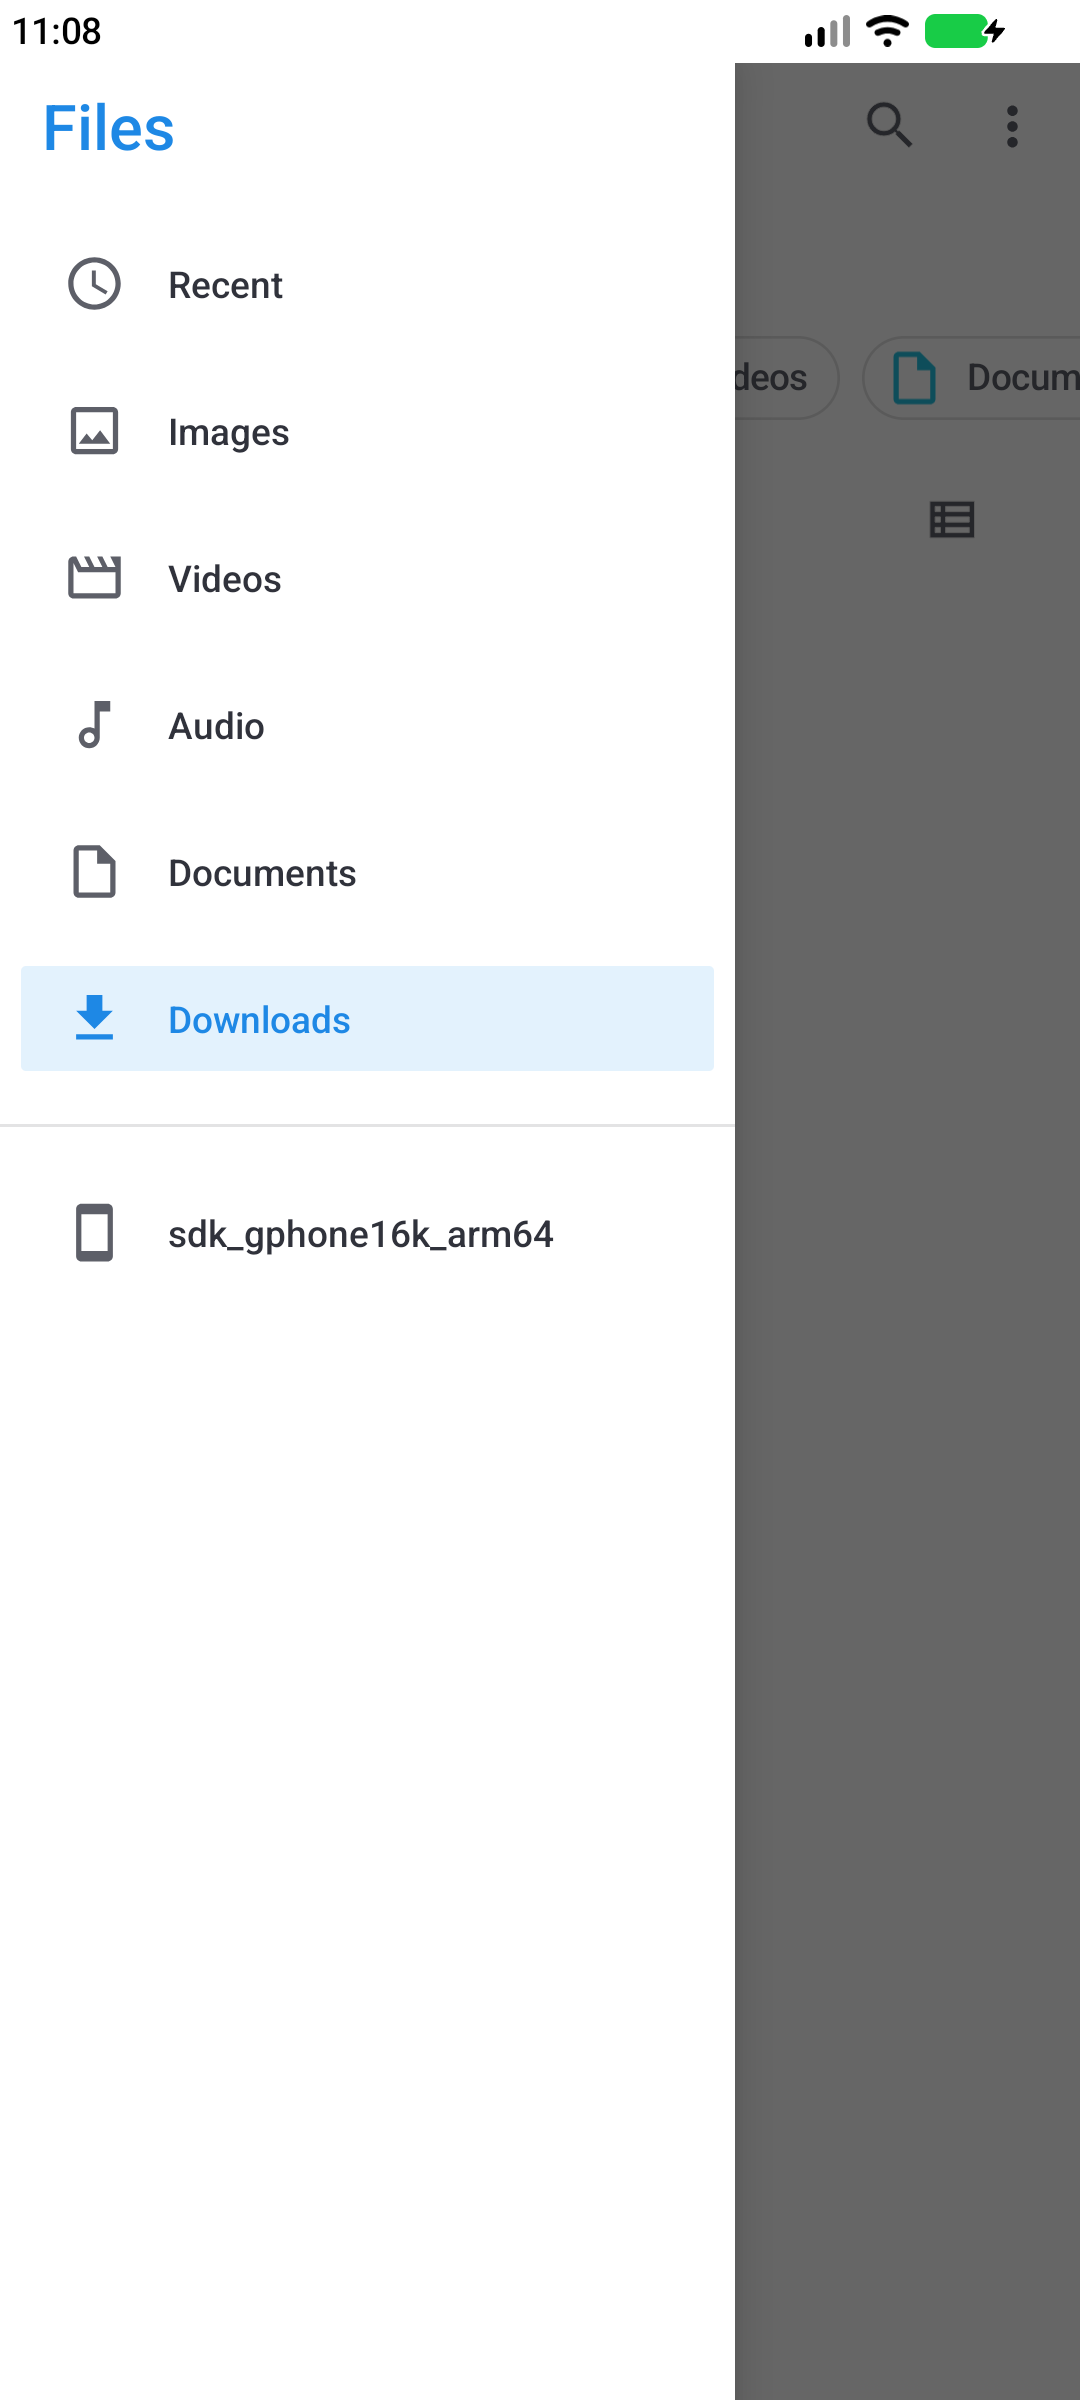 11:08
Files
Recent
Images
Videos
Audio
Documents
Downloads
sdk_gphone16k_arm64
deos
Docum